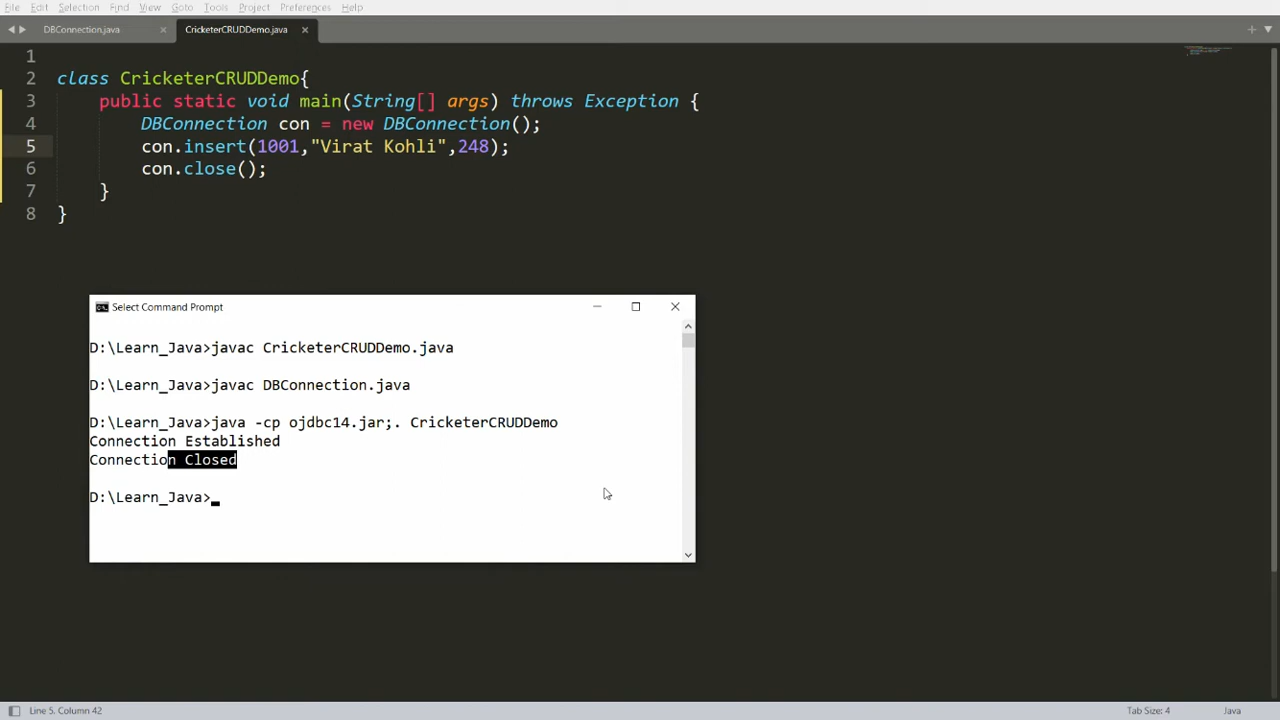 File Edit Selection Find View Goto Tools Project Preferences Help
DBConnection.java × CricketerCRUDDemo.java ×
1
2 class CricketerCRUDDemo{
3 public static void main(String[] args) throws Exception {
4 DBConnection con = new DBConnection();
5 con.insert(1001,"Virat Kohli",248);
6 con.close();
7 }
8 }
Select Command Prompt
D:\Learn_Java>javac CricketerCRUDDemo.java
D:\Learn_Java>javac DBConnection.java
D:\Learn_Java>java -cp ojdbc14.jar;. CricketerCRUDDemo
Connection Established
Connection Closed
D:\Learn_Java>
Line 5, Column 42 Tab Size: 4 Java